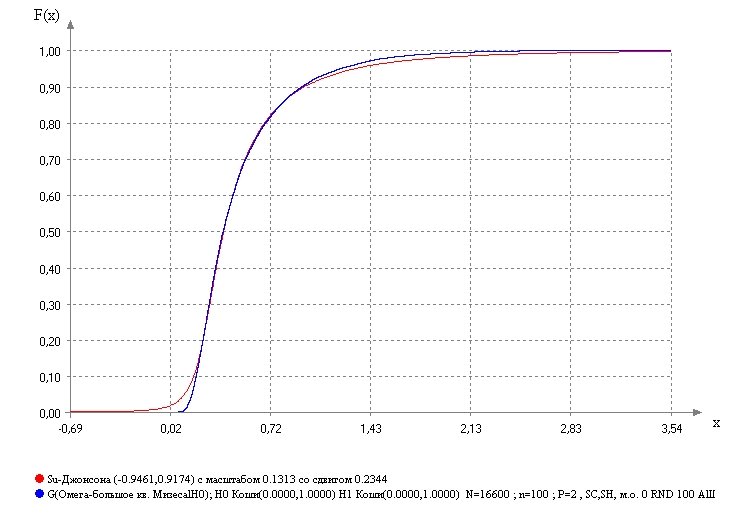 F(x)
1,00
0,90
0,80
0,70
0,60
0,50
0,40
0,30
0,20
0,10
0,00
-0,69 0,02 0,72 1,43 2,13 2,83 3,54 x
Su-Джонсона (-0.9461,0.9174) с масштабом 0.1313 со сдвигом 0.2344
G(Омега-большое кв. Мизеса|H0); H0 Коши(0.0000,1.0000) H1 Коши(0.0000,1.0000) N=16600 ; n=100 ; P=2 , SC,SH, м.о. 0 RND 100 АШ